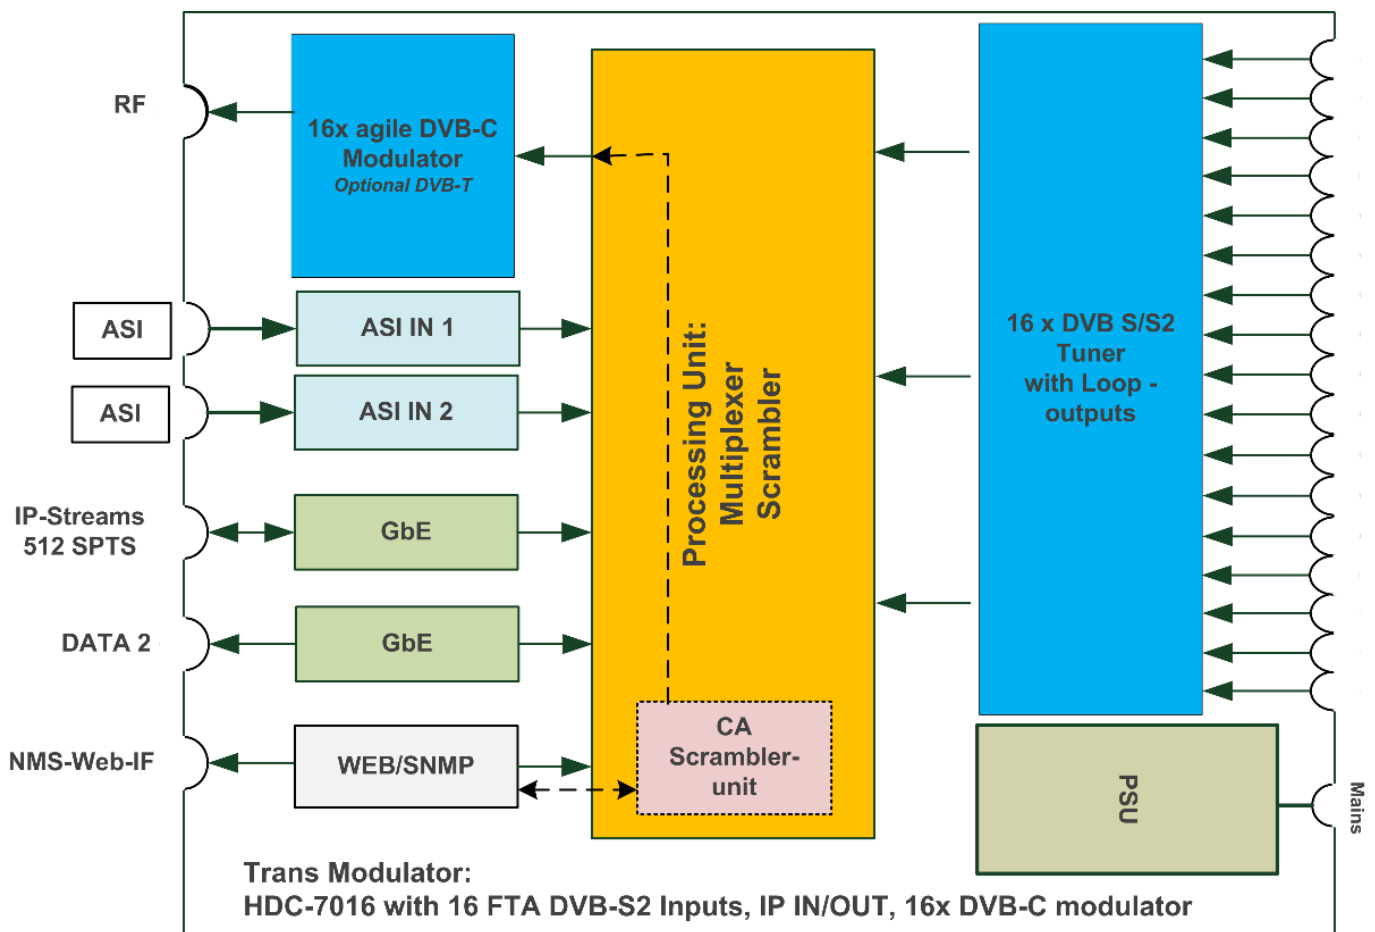 RF
16x agile DVB-C
Modulator
Optional DVB-T
ASI
ASI IN 1
ASI
ASI IN 2
IP-Streams
512 SPTS
GbE
DATA 2
GbE
NMS-Web-IF
WEB/SNMP
Processing Unit:
Multiplexer
Scrambler
CA
Scrambler-
unit
16 x DVB S/S2
Tuner
with Loop -
outputs
PSU
Mains
Trans Modulator:
HDC-7016 with 16 FTA DVB-S2 Inputs, IP IN/OUT, 16x DVB-C modulator